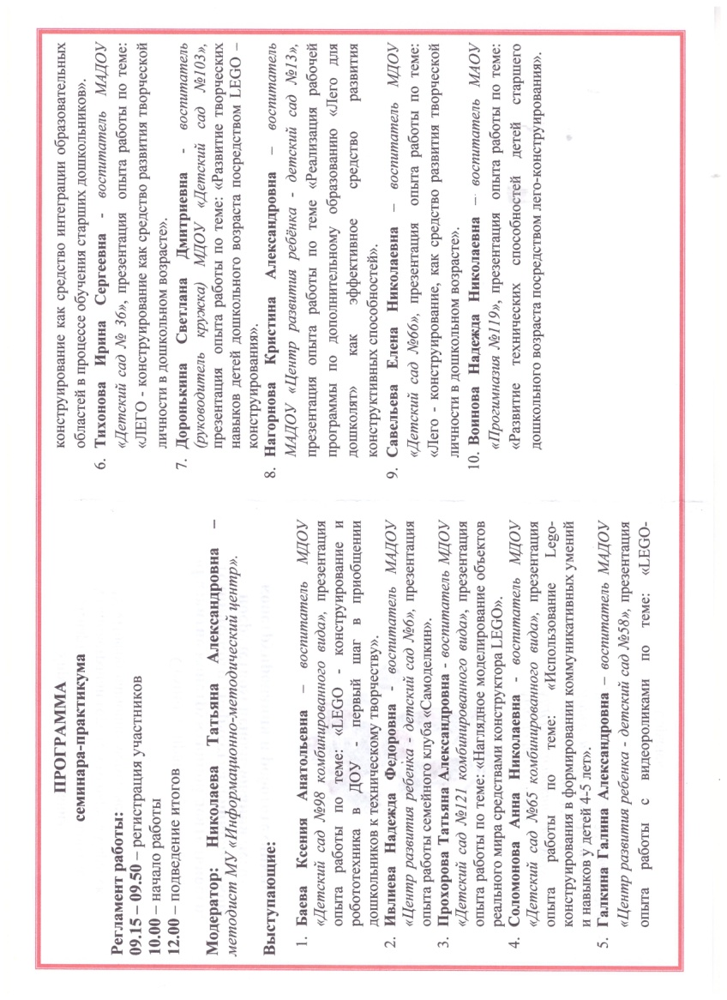 ПРОГРАММА
семинара-практикума
Регламент работы:
09.15 – 09.50 – регистрация участников
10.00 – начало работы
12.00 – подведение итогов
Модератор: Николаева Татьяна Александровна –
методист МУ «Информационно-методический центр».
Выступающие:
1. Баева Ксения Анатольевна – воспитатель МДОУ
«Детский сад №98 комбинированного вида», презентация
опыта работы по теме: «LEGO - конструирование и
робототехника в ДОУ - первый шаг в приобщении
дошкольников к техническому творчеству».
2. Ивлиева Надежда Федоровна - воспитатель МАДОУ
«Центр развития ребенка - детский сад №6», презентация
опыта работы семейного клуба «Самоделкин».
3. Прохорова Татьяна Александровна - воспитатель МДОУ
«Детский сад №121 комбинированного вида», презентация
опыта работы по теме: «Наглядное моделирование объектов
реального мира средствами конструктора LEGO».
4. Соломонова Анна Николаевна - воспитатель МДОУ
«Детский сад №65 комбинированного вида», презентация
опыта работы по теме: «Использование Lego-
конструирования в формировании коммуникативных умений
и навыков у детей 4-5 лет».
5. Галкина Галина Александровна – воспитатель МАДОУ
«Центр развития ребенка - детский сад №58», презентация
опыта работы с видеороликами по теме: «LEGO-
конструирование как средство интеграции образовательных
областей в процессе обучения старших дошкольников».
6. Тихонова Ирина Сергеевна - воспитатель МАДОУ
«Детский сад № 36», презентация опыта работы по теме:
«ЛЕГО - конструирование как средство развития творческой
личности в дошкольном возрасте».
7. Доронькина Светлана Дмитриевна - воспитатель
(руководитель кружка) МДОУ «Детский сад №103»,
презентация опыта работы по теме: «Развитие творческих
навыков детей дошкольного возраста посредством LEGO –
конструирования».
8. Нагорнова Кристина Александровна – воспитатель
МАДОУ «Центр развития ребёнка - детский сад №13»,
презентация опыта работы по теме «Реализация рабочей
программы по дополнительному образованию «Лего для
дошколят» как эффективное средство развития
конструктивных способностей».
9. Савельева Елена Николаевна – воспитатель МДОУ
«Детский сад №66», презентация опыта работы по теме:
«Лего - конструирование, как средство развития творческой
личности в дошкольном возрасте».
10. Воинова Надежда Николаевна – воспитатель МАОУ
«Прогимназия №119», презентация опыта работы по теме:
«Развитие технических способностей детей старшего
дошкольного возраста посредством лего-конструирования».